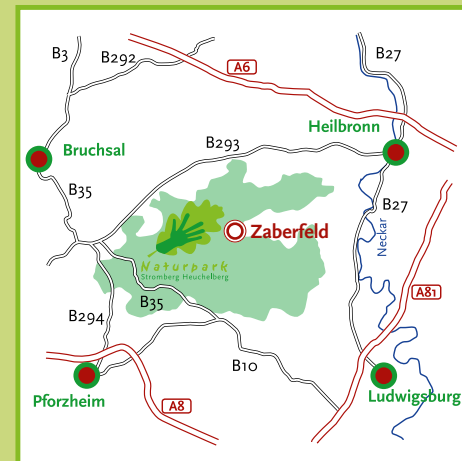 B3
B292
B27
A6
Heilbronn
B293
Bruchsal
B35
B27
Zaberfeld
Neckar
Naturpark
Stromberg Heuchelberg
A81
B35
B294
B10
Pforzheim
A8
Ludwigsburg